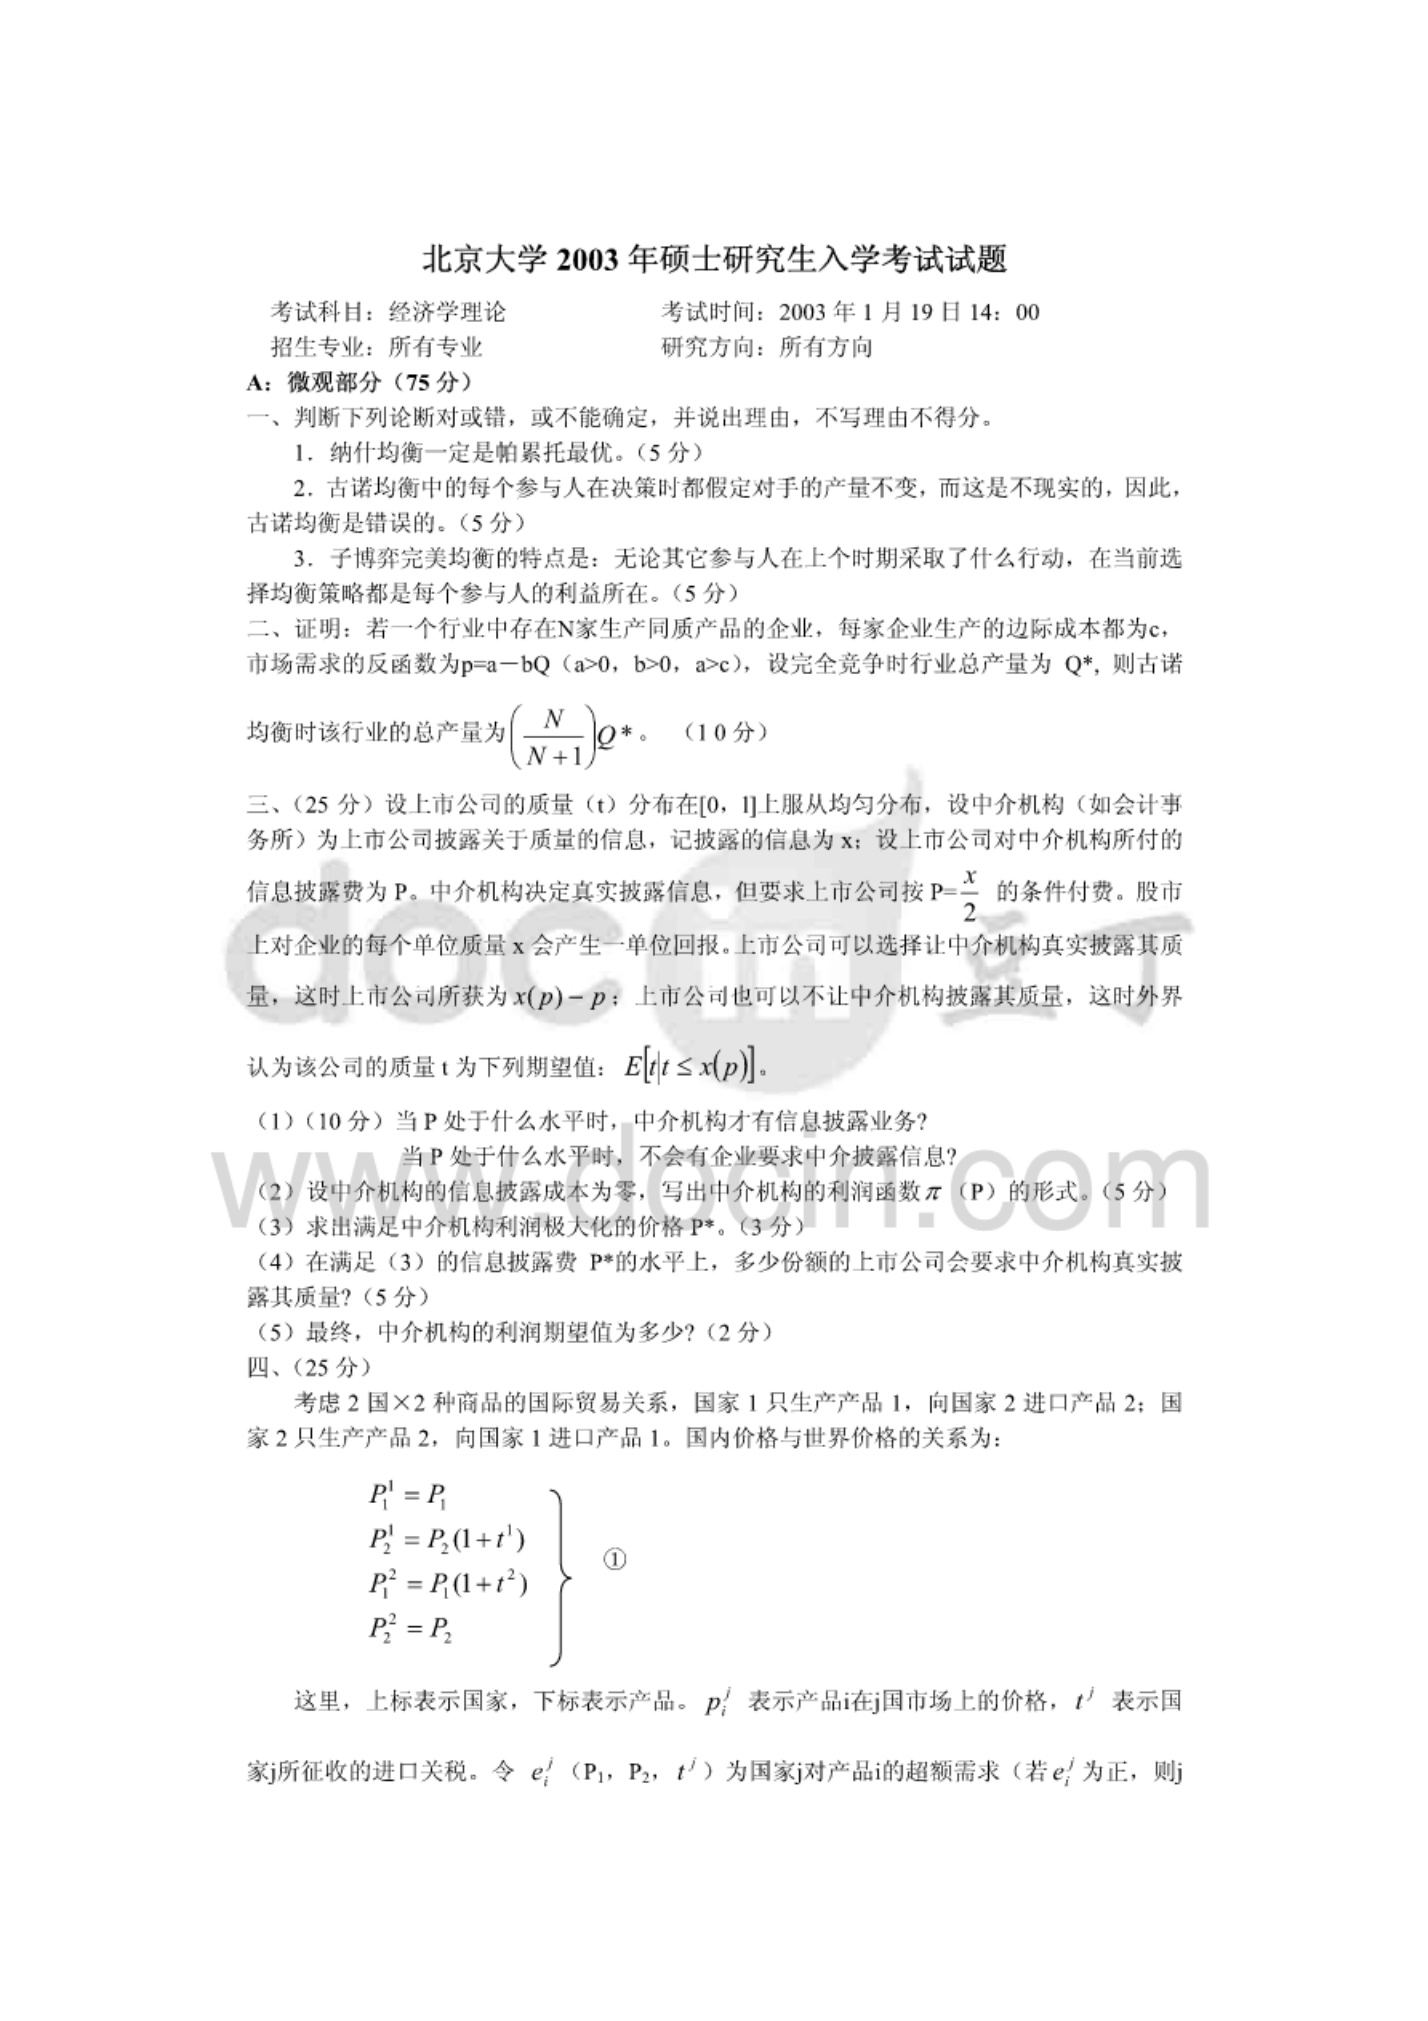 北京大学 2003 年硕士研究生入学考试试题
考试科目：经济学理论 考试时间：2003 年 1 月 19 日 14：00
招生专业：所有专业 研究方向：所有方向
A：微观部分（75 分）
一、判断下列论断对或错，或不能确定，并说出理由，不写理由不得分。
1．纳什均衡一定是帕累托最优。（5 分）
2．古诺均衡中的每个参与人在决策时都假定对手的产量不变，而这是不现实的，因此，
古诺均衡是错误的。（5 分）
3．子博弈完美均衡的特点是：无论其它参与人在上个时期采取了什么行动，在当前选
择均衡策略都是每个参与人的利益所在。（5 分）
二、证明：若一个行业中存在N家生产同质产品的企业，每家企业生产的边际成本都为c，
市场需求的反函数为p=a－bQ（a>0，b>0，a>c），设完全竞争时行业总产量为 Q*, 则古诺
均衡时该行业的总产量为(N/(N+1))Q*。 （1 0 分）
三、（25 分）设上市公司的质量（t）分布在[0，1]上服从均匀分布，设中介机构（如会计事
务所）为上市公司披露关于质量的信息，记披露的信息为 x；设上市公司对中介机构所付的
信息披露费为 P。中介机构决定真实披露信息，但要求上市公司按 P=x/2 的条件付费。股市
上对企业的每个单位质量 x 会产生一单位回报。上市公司可以选择让中介机构真实披露其质
量，这时上市公司所获为 x(p)－p；上市公司也可以不让中介机构披露其质量，这时外界
认为该公司的质量 t 为下列期望值：E[t|t≤x(p)]。
（1）（10 分）当 P 处于什么水平时，中介机构才有信息披露业务?
当 P 处于什么水平时，不会有企业要求中介披露信息?
（2）设中介机构的信息披露成本为零，写出中介机构的利润函数π（P）的形式。（5 分）
（3）求出满足中介机构利润极大化的价格 P*。（3 分）
（4）在满足（3）的信息披露费 P*的水平上，多少份额的上市公司会要求中介机构真实披
露其质量?（5 分）
（5）最终，中介机构的利润期望值为多少?（2 分）
四、（25 分）
考虑 2 国×2 种商品的国际贸易关系，国家 1 只生产产品 1，向国家 2 进口产品 2；国
家 2 只生产产品 2，向国家 1 进口产品 1。国内价格与世界价格的关系为：
P₁¹ = P₁
P₂¹ = P₂(1+t¹)
①
P₁² = P₁(1+t²)
P₂² = P₂
这里，上标表示国家，下标表示产品。pᵢʲ 表示产品i在j国市场上的价格，tʲ 表示国
家j所征收的进口关税。令 eᵢʲ（P₁，P₂，tʲ）为国家j对产品i的超额需求（若eᵢʲ为正，则j
docin 豆丁
www.docin.com